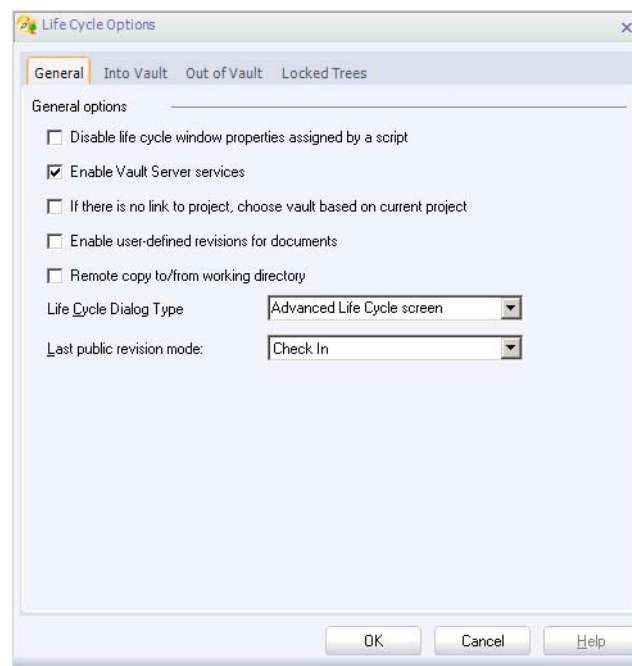 Life Cycle Options
General Into Vault Out of Vault Locked Trees
General options
Disable life cycle window properties assigned by a script
Enable Vault Server services
If there is no link to project, choose vault based on current project
Enable user-defined revisions for documents
Remote copy to/from working directory
Life Cycle Dialog Type Advanced Life Cycle screen
Last public revision mode: Check In
OK Cancel Help